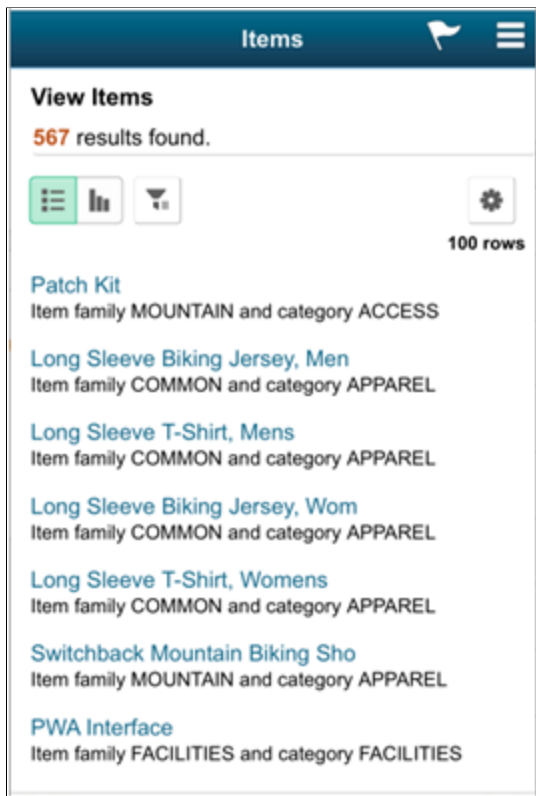 Items
View Items
567 results found.
100 rows
Patch Kit
Item family MOUNTAIN and category ACCESS
Long Sleeve Biking Jersey, Men
Item family COMMON and category APPAREL
Long Sleeve T-Shirt, Mens
Item family COMMON and category APPAREL
Long Sleeve Biking Jersey, Wom
Item family COMMON and category APPAREL
Long Sleeve T-Shirt, Womens
Item family COMMON and category APPAREL
Switchback Mountain Biking Sho
Item family MOUNTAIN and category APPAREL
PWA Interface
Item family FACILITIES and category FACILITIES